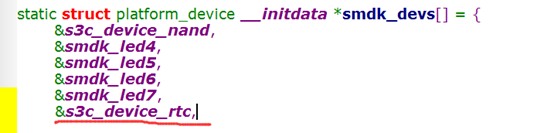 static struct platform_device __initdata *smdk_devs[] = {
&s3c_device_nand,
&smdk_led4,
&smdk_led5,
&smdk_led6,
&smdk_led7,
&s3c_device_rtc,